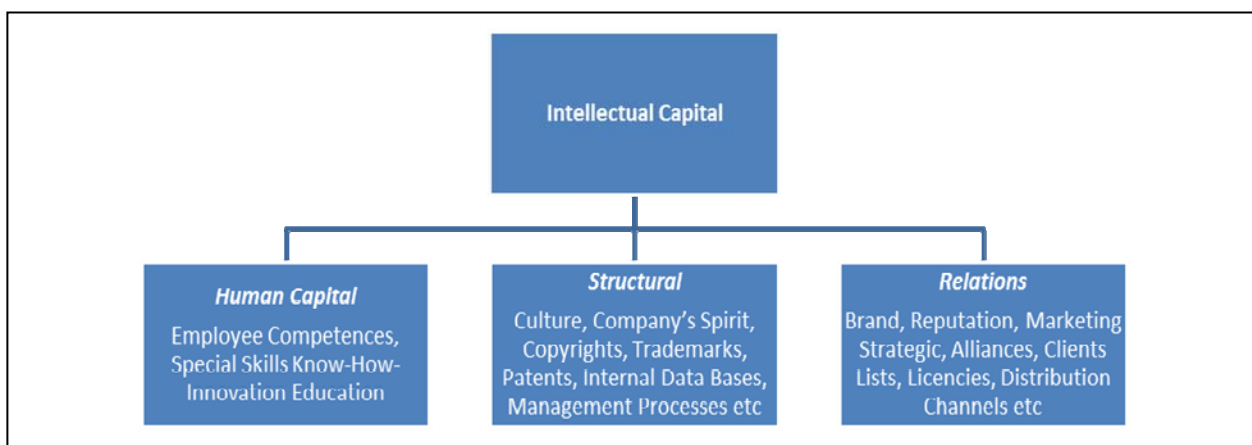 Intellectual Capital
Human Capital
Employee Competences,
Special Skills Know-How-
Innovation Education
Structural
Culture, Company's Spirit,
Copyrights, Trademarks,
Patents, Internal Data Bases,
Management Processes etc
Relations
Brand, Reputation, Marketing
Strategic, Alliances, Clients
Lists, Licencies, Distribution
Channels etc